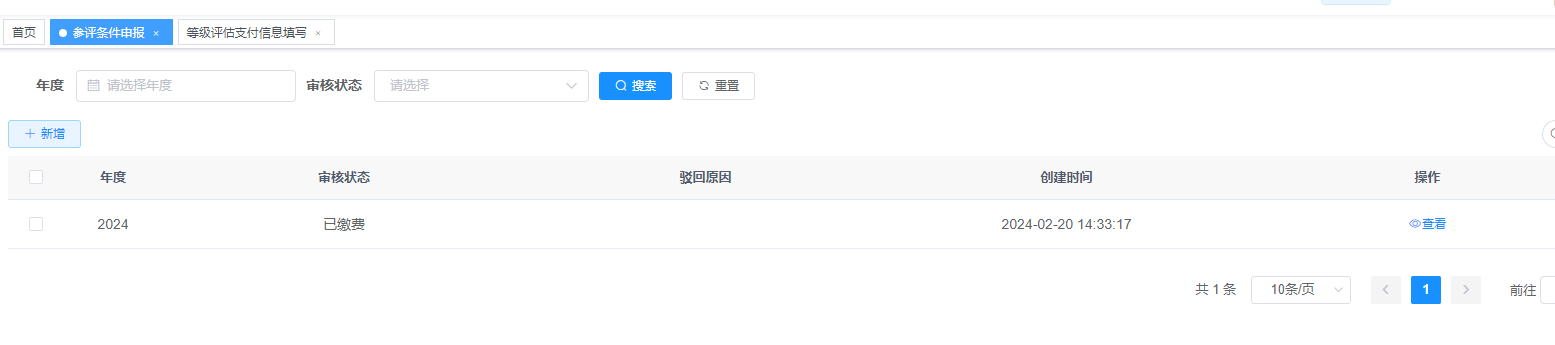 首页 参评条件申报 × 等级评估支付信息填写 ×
年度 请选择年度 审核状态 请选择 搜索 重置
+ 新增
年度 审核状态 驳回原因 创建时间 操作
2024 已缴费 2024-02-20 14:33:17 查看
共 1 条 10条/页 1 前往